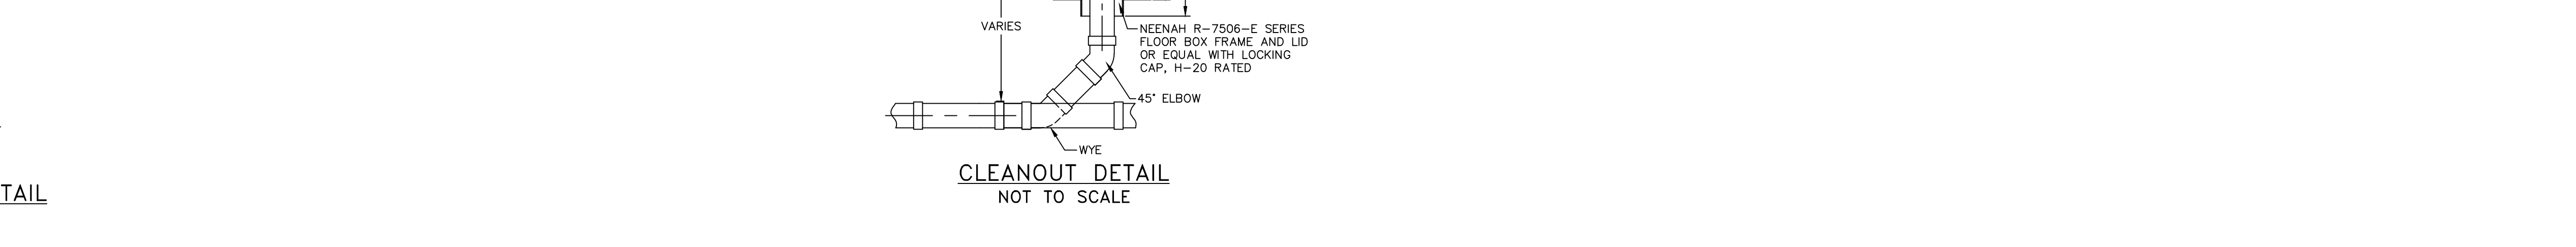 VARIES
NEENAH R-7506-E SERIES
FLOOR BOX FRAME AND LID
OR EQUAL WITH LOCKING
CAP, H-20 RATED
45° ELBOW
WYE
CLEANOUT DETAIL
NOT TO SCALE
TAIL